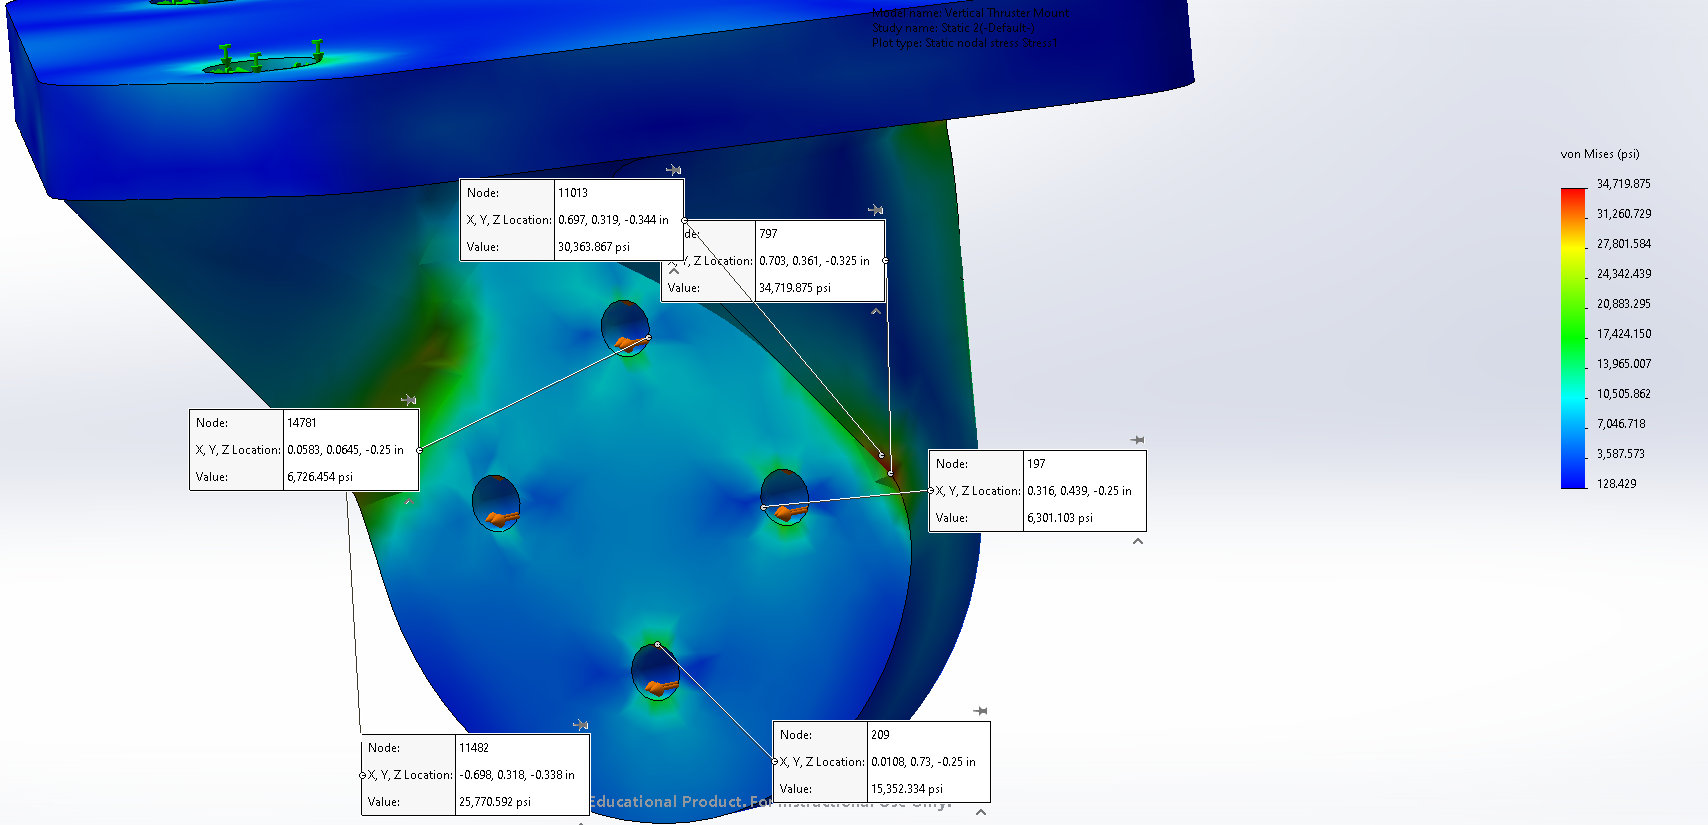 Model name: Vertical Thruster Mount
Study name: Static 2(-Default-)
Plot type: Static nodal stress Stress1
von Mises (psi)
34,719.875
31,260.729
27,801.584
24,342.439
20,883.295
17,424.150
13,965.007
10,505.862
7,046.718
3,587.573
128.429
Node: 11013
X, Y, Z Location: 0.697, 0.319, -0.344 in
Value: 30,363.867 psi
de: 797
X, Y, Z Location: 0.703, 0.361, -0.325 in
Value: 34,719.875 psi
Node: 14781
X, Y, Z Location: 0.0583, 0.0645, -0.25 in
Value: 6,726.454 psi
Node: 197
X, Y, Z Location: 0.316, 0.439, -0.25 in
Value: 6,301.103 psi
Node: 11482
X, Y, Z Location: -0.698, 0.318, -0.338 in
Value: 25,770.592 psi
Node: 209
X, Y, Z Location: 0.0108, 0.73, -0.25 in
Value: 15,352.334 psi
Educational Product. For Instructional Use Only.